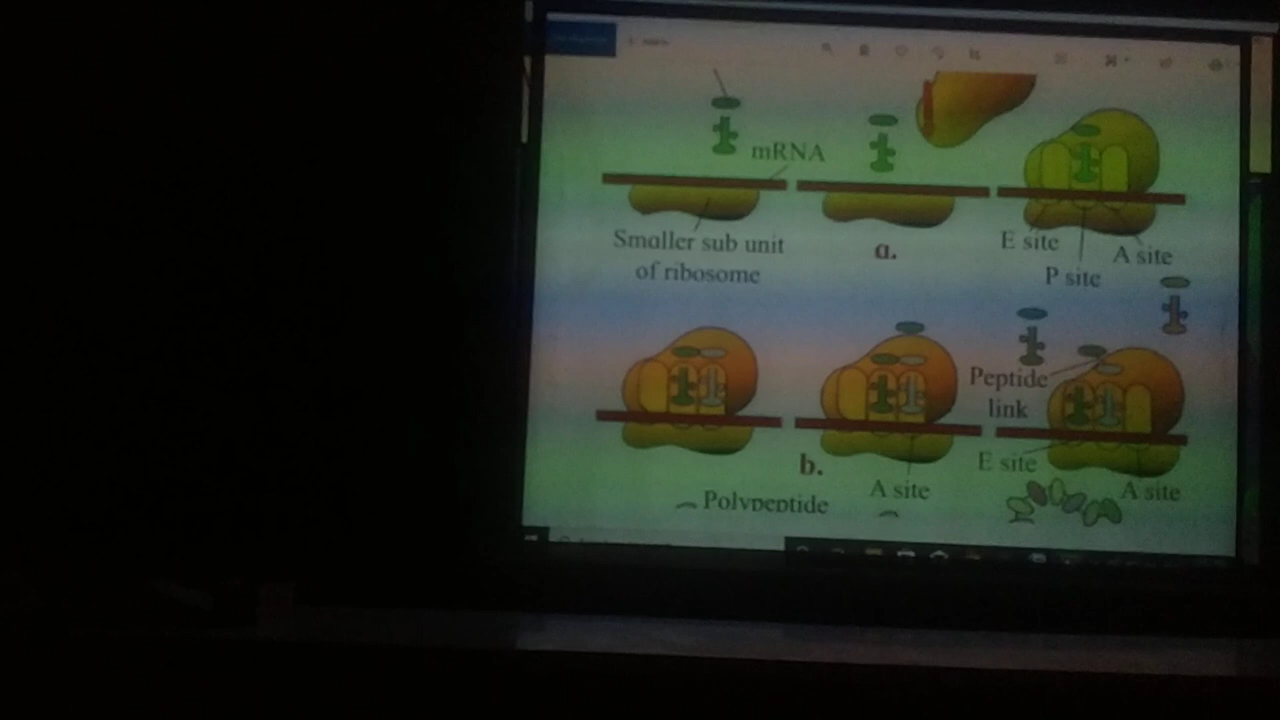 mRNA
Smaller sub unit
of ribosome
a.
E site
P site
A site
Peptide
link
b.
A site
E site
A site
Polypeptide